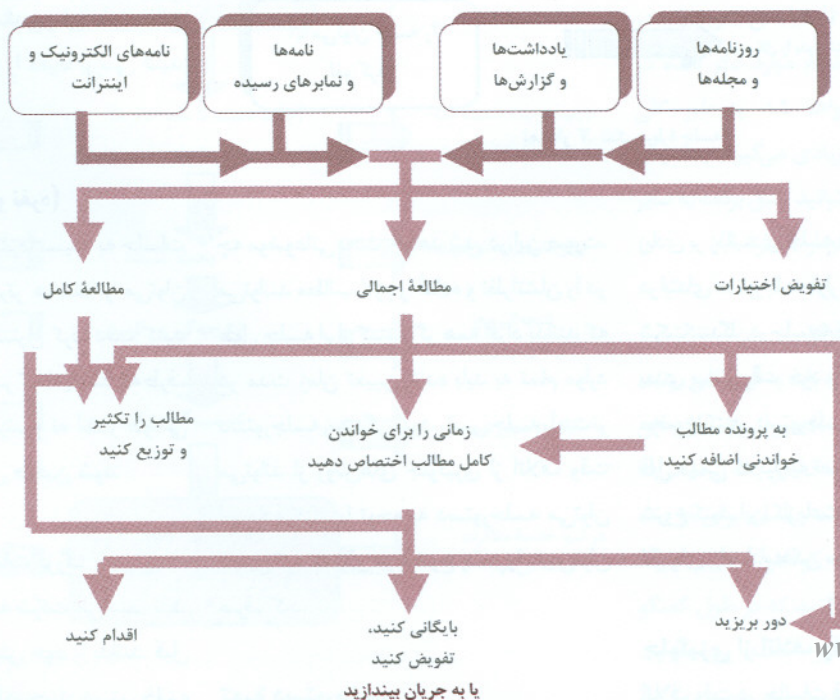 روزنامه‌ها
و مجله‌ها
یادداشت‌ها
و گزارش‌ها
نامه‌ها
و نمابرهای رسیده
نامه‌های الکترونیک و
اینترانت
تفویض اختیارات
مطالعهٔ اجمالی
مطالعهٔ کامل
به پرونده مطالب
خواندنی اضافه کنید
زمانی را برای خواندن
کامل مطالب اختصاص دهید
مطالب را تکثیر
و توزیع کنید
دور بریزید
بایگانی کنید،
تفویض کنید
یا به جریان بیندازید
اقدام کنید